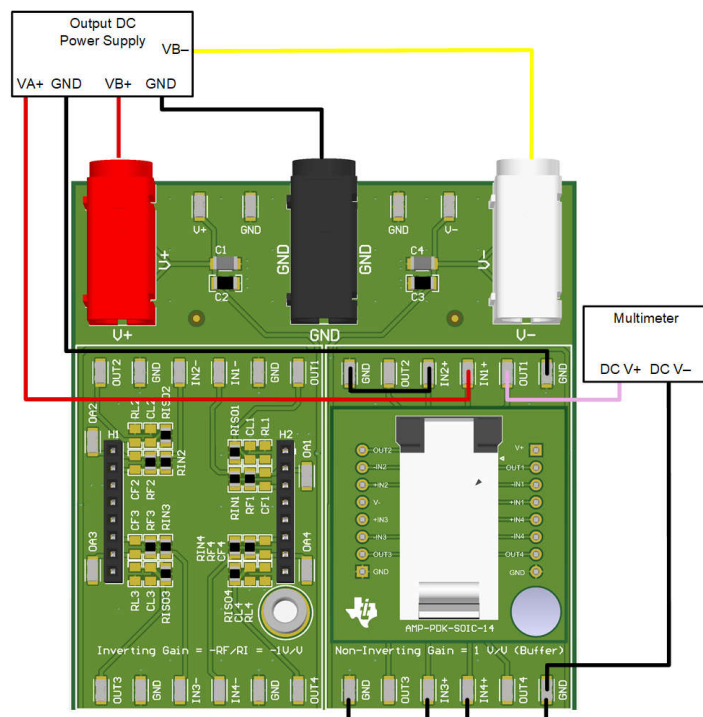 Output DC
Power Supply
VB–
VA+ GND VB+ GND
V+ GND GND V-
C1 C4
V+ GND GND V-
C2 C3
V+ GND V-
Multimeter
DC V+ DC V–
OUT2 GND IN2- IN1- GND OUT1
GND OUT2 IN2+ IN1+ OUT1 GND
OA2 RL2 CL2 RISO2
H1 RIN2
CF2 RF2
RISO1 CL1 RL1
H2 OA1
RIN1 RF1 CF1
OUT2 V+
-IN2 OUT1
+IN2 -IN1
V- +IN1
+IN3 +IN4
-IN3 -IN4
OUT3 OUT4
GND GND
OA3 CF3 RF3 RIN3
RL3 CL3 RISO3
RIN4 RF4 CF4 OA4
RISO4 CL4 RL4
AMP-PDK-SOIC-14
Inverting Gain = -RF/RI = -1V/V
Non-Inverting Gain = 1 V/V (Buffer)
OUT3 GND IN3- IN4- GND OUT4
GND OUT3 IN3+ IN4+ OUT4 GND